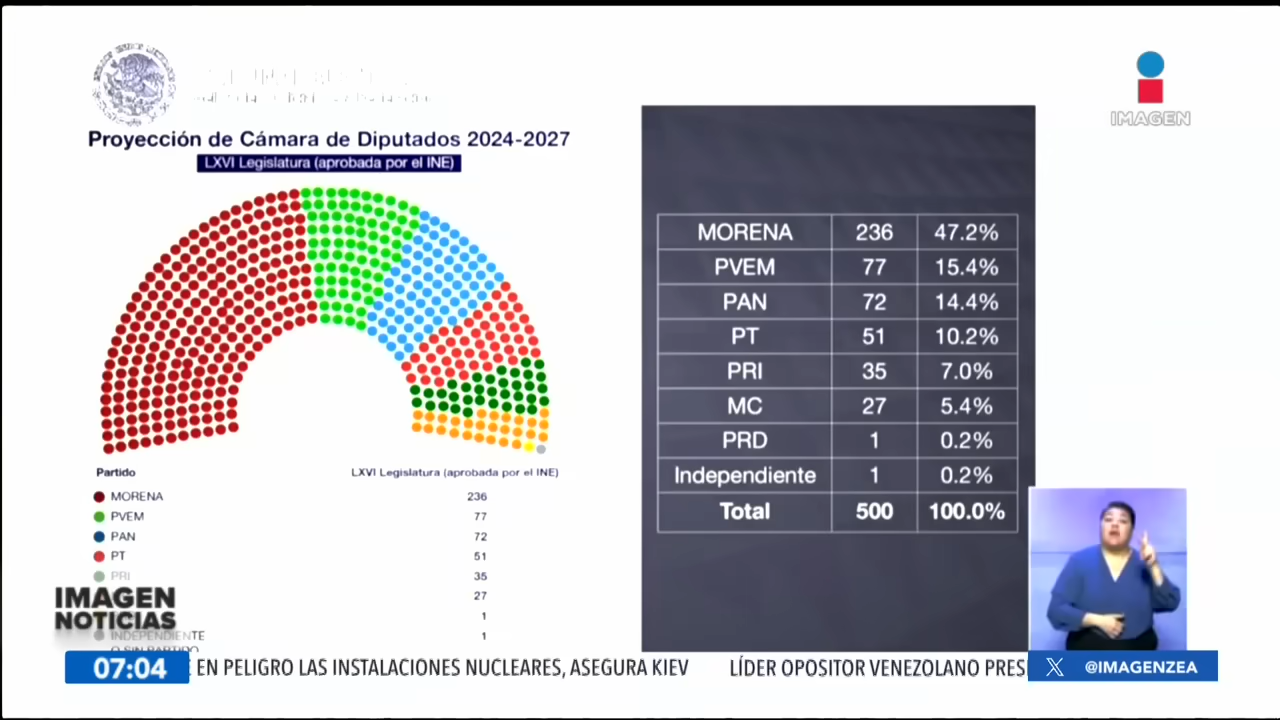 Proyección de Cámara de Diputados 2024-2027
LXVI Legislatura (aprobada por el INE)
Partido LXVI Legislatura (aprobada por el INE)
MORENA 236
PVEM 77
PAN 72
PT 51
PRI 35
27
1
INDEPENDIENTE 1
O SIN PARTIDO
MORENA 236 47.2%
PVEM 77 15.4%
PAN 72 14.4%
PT 51 10.2%
PRI 35 7.0%
MC 27 5.4%
PRD 1 0.2%
Independiente 1 0.2%
Total 500 100.0%
IMAGEN
IMAGEN
NOTICIAS
07:04
EN PELIGRO LAS INSTALACIONES NUCLEARES, ASEGURA KIEV LÍDER OPOSITOR VENEZOLANO
X @IMAGENZEA